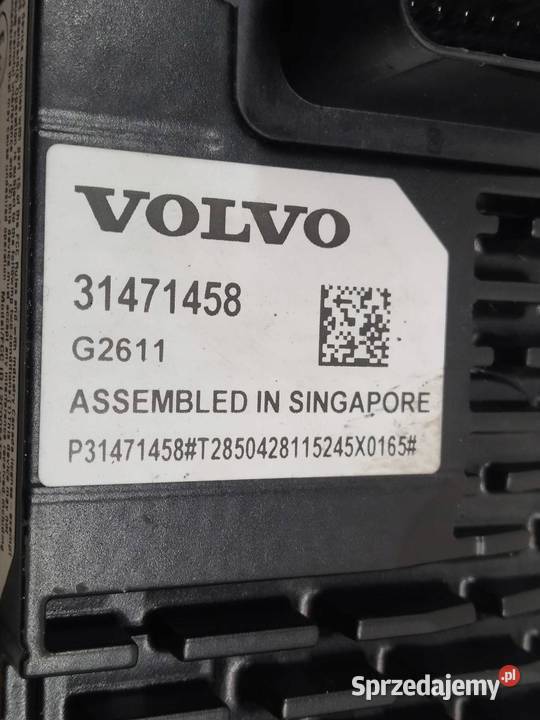 VOLVO
31471458
G2611
ASSEMBLED IN SINGAPORE
P31471458#T2850428115245X0165#
Sprzedajemy.pl